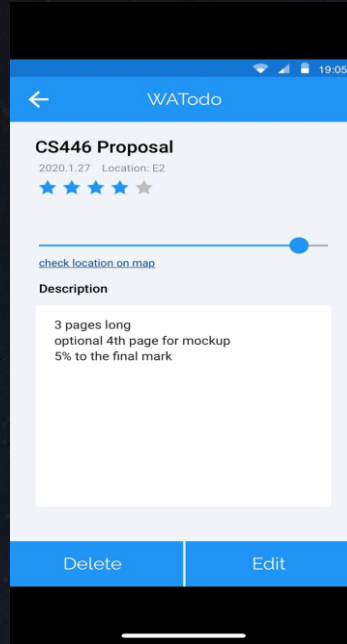 19:05
WATodo
CS446 Proposal
2020.1.27 Location: E2
check location on map
Description
3 pages long
optional 4th page for mockup
5% to the final mark
Delete Edit